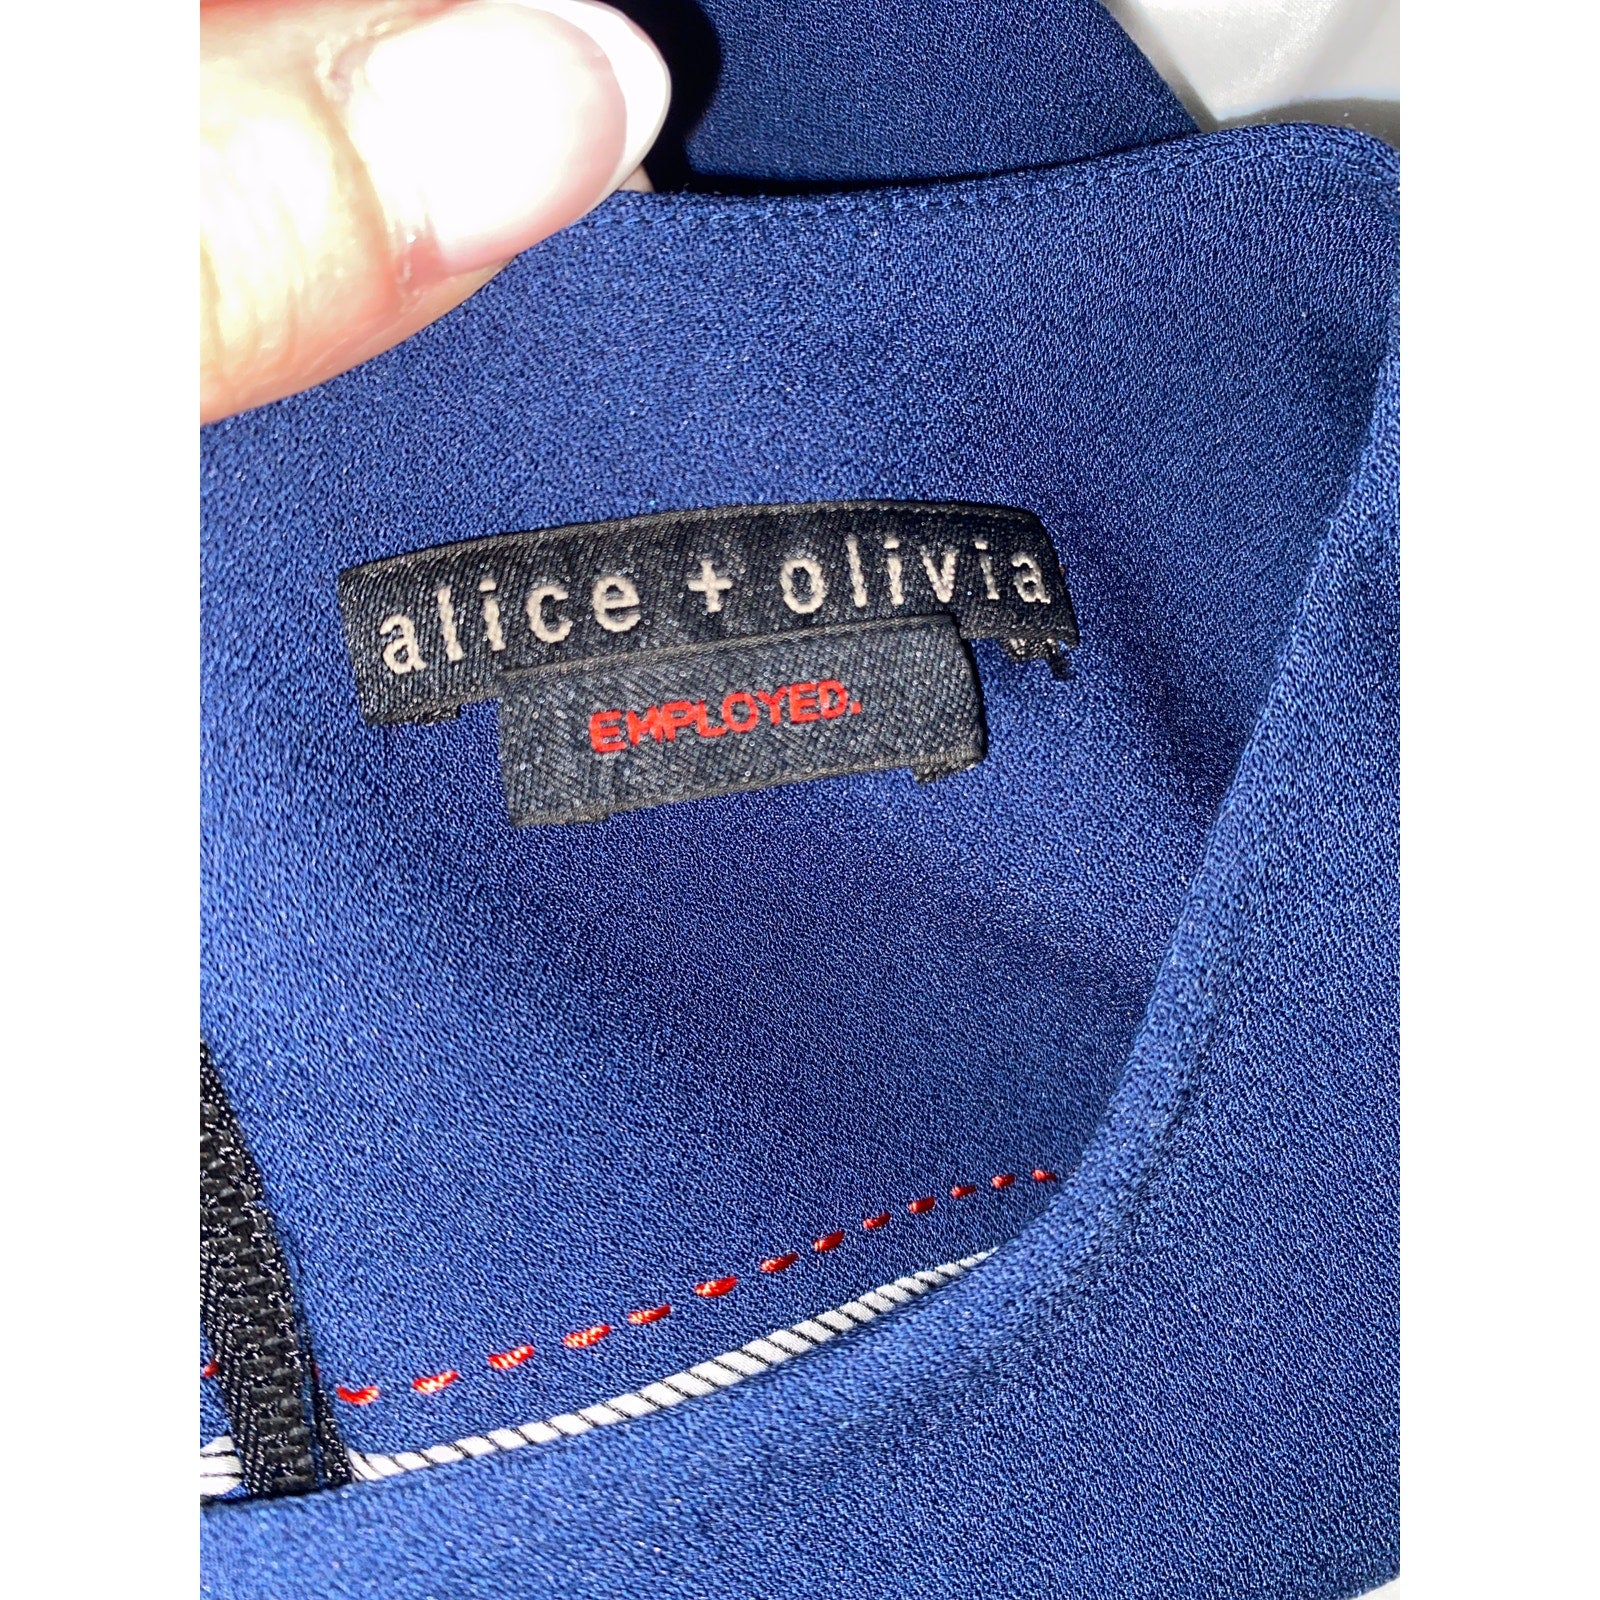 alice + olivia
EMPLOYED.